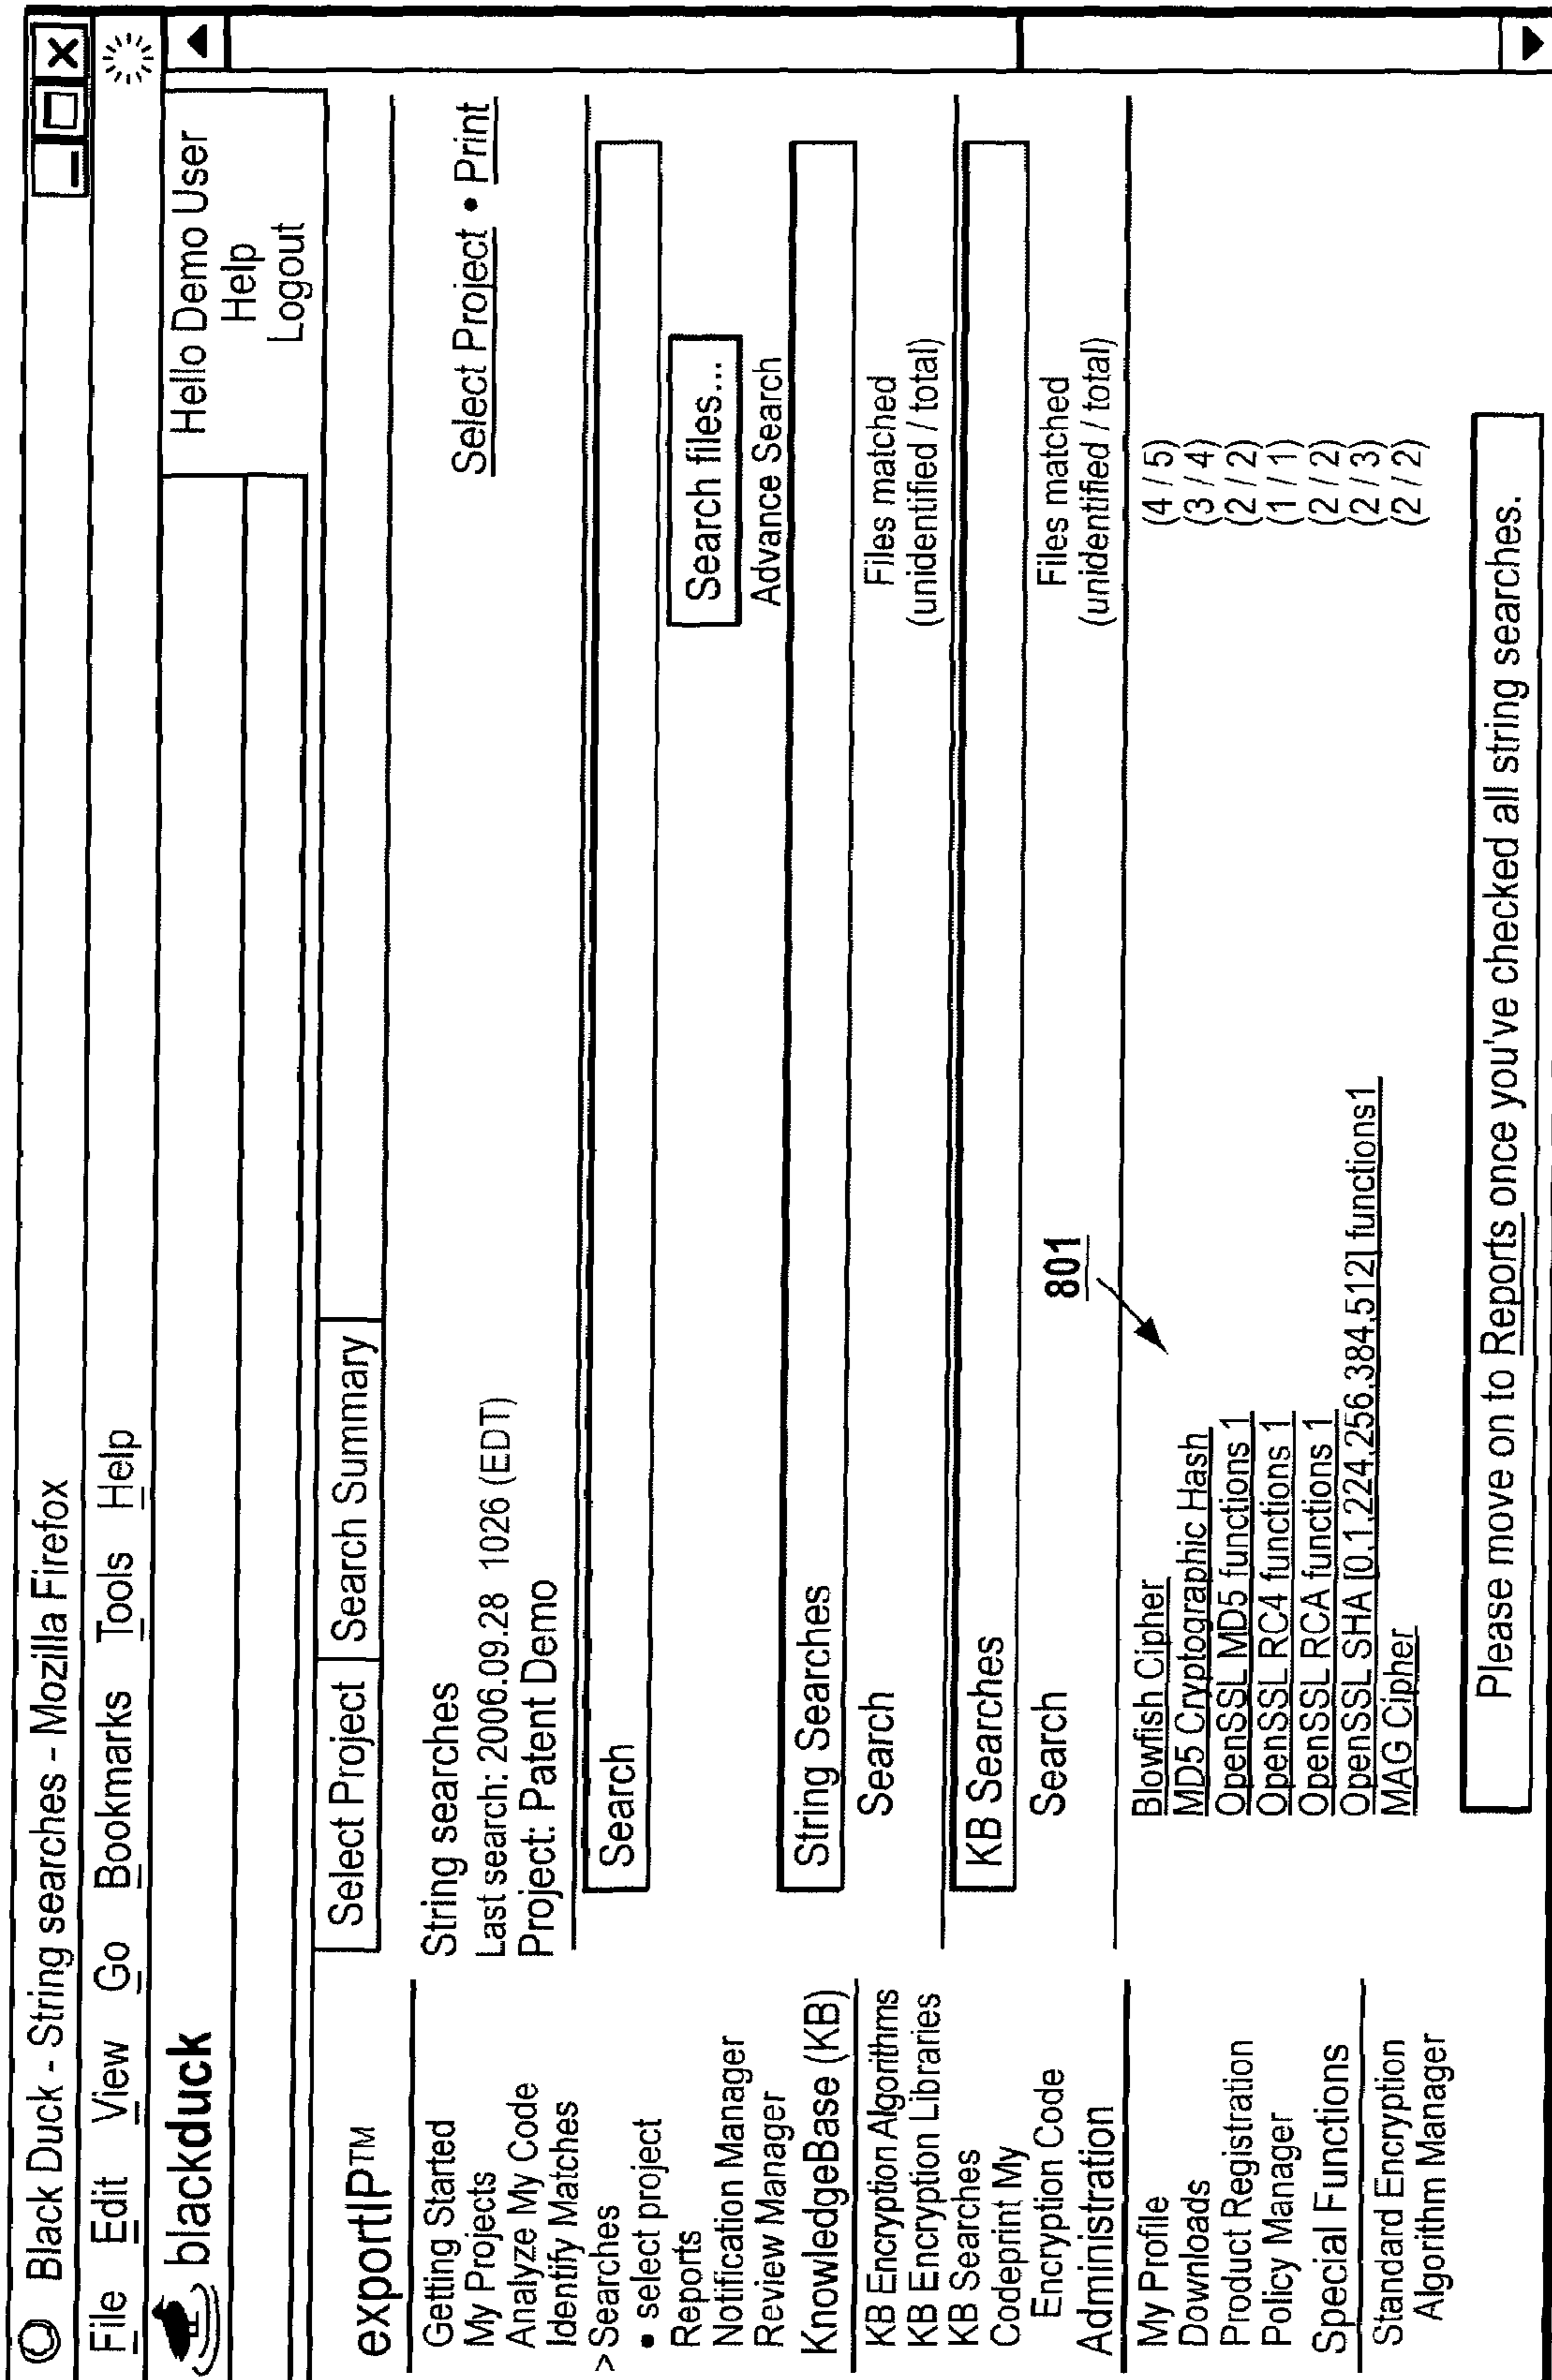 Black Duck - String searches - Mozilla Firefox
File Edit View Go Bookmarks Tools Help
blackduck
Hello Demo User
Help
Logout
exportIP™
Getting Started
My Projects
Analyze My Code
Identify Matches
> Searches
• select project
Reports
Notification Manager
Review Manager
KnowledgeBase (KB)
KB Encryption Algorithms
KB Encryption Libraries
KB Searches
Codeprint My
Encryption Code
Administration
My Profile
Downloads
Product Registration
Policy Manager
Special Functions
Standard Encryption
Algorithm Manager
Select Project Search Summary
String searches
Last search: 2006.09.28 1026 (EDT)
Project: Patent Demo
Select Project • Print
Search
Search files...
Advance Search
String Searches
Search
Files matched
(unidentified / total)
KB Searches
Search
Files matched
(unidentified / total)
801
Blowfish Cipher (4 / 5)
MD5 Cryptographic Hash (3 / 4)
OpenSSL MD5 functions 1 (2 / 2)
OpenSSL RC4 functions 1 (1 / 1)
OpenSSL RCA functions 1 (2 / 2)
OpenSSL SHA [0,1,224,256,384,512] functions1 (2 / 3)
MAG Cipher (2 / 2)
Please move on to Reports once you've checked all string searches.